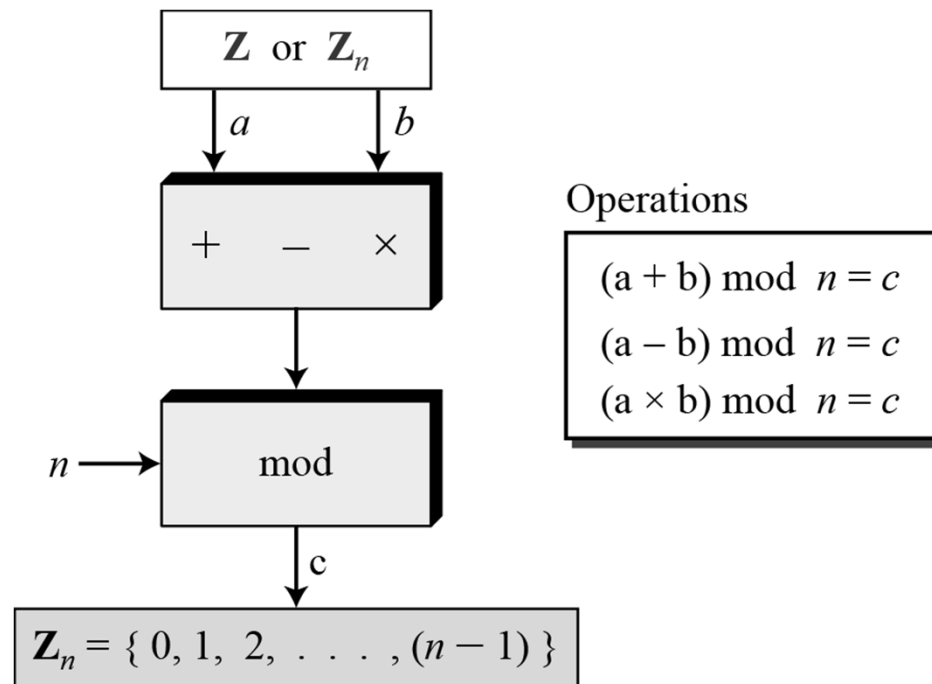 Z or Zn
a b
+ − ×
n
mod
c
Zn = { 0, 1, 2, . . . . , (n − 1) }
Operations
(a + b) mod n = c
(a − b) mod n = c
(a × b) mod n = c